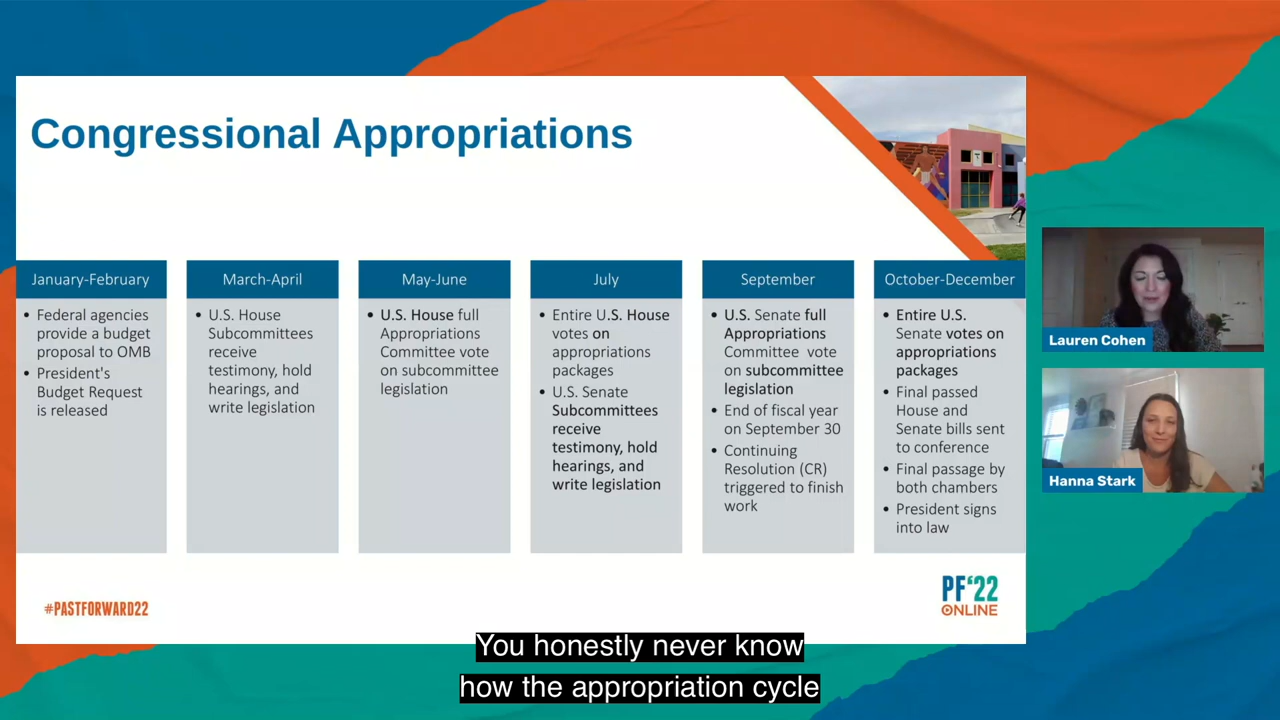 Congressional Appropriations
January-February
Federal agencies
provide a budget
proposal to OMB
President's
Budget Request
is released
March-April
U.S. House
Subcommittees
receive
testimony, hold
hearings, and
write legislation
May-June
U.S. House full
Appropriations
Committee vote
on subcommittee
legislation
July
Entire U.S. House
votes on
appropriations
packages
U.S. Senate
Subcommittees
receive
testimony, hold
hearings, and
write legislation
September
U.S. Senate full
Appropriations
Committee vote
on subcommittee
legislation
End of fiscal year
on September 30
Continuing
Resolution (CR)
triggered to finish
work
October-December
Entire U.S.
Senate votes on
appropriations
packages
Final passed
House and
Senate bills sent
to conference
Final passage by
both chambers
President signs
into law
Lauren Cohen
Hanna Stark
#PASTFORWARD22
PF'22
ONLINE
You honestly never know
how the appropriation cycle